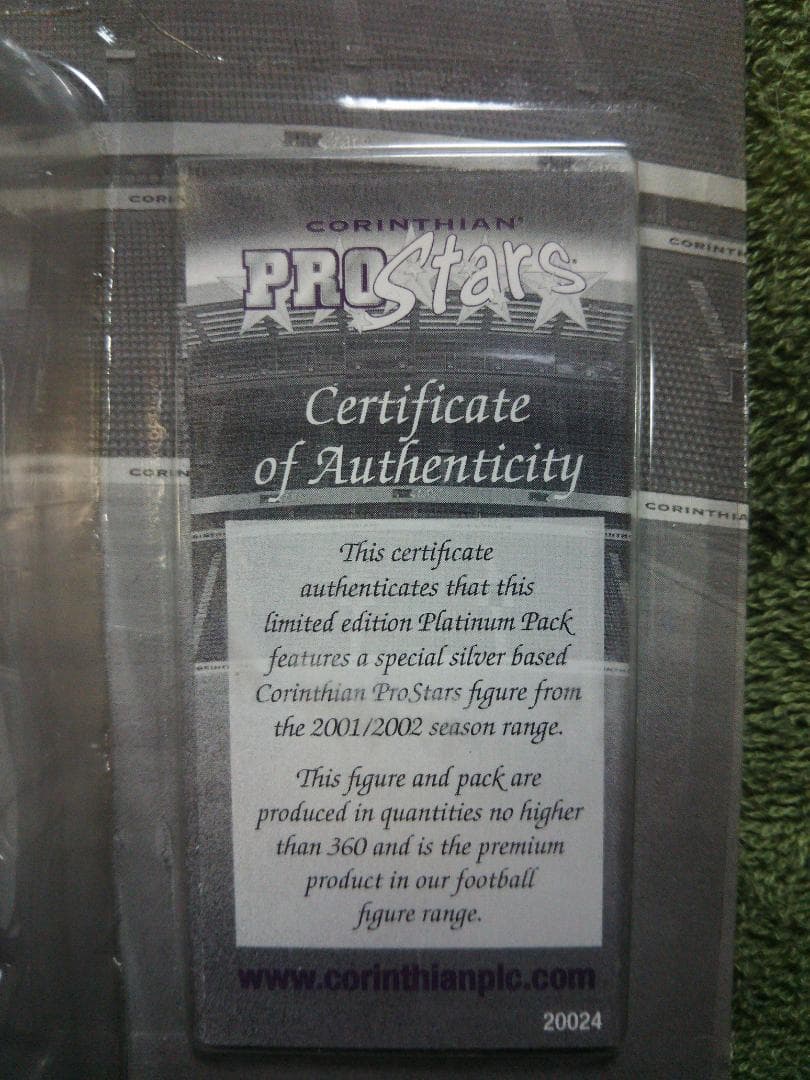 CORINTHIAN
PROStars
Certificate
of Authenticity
This certificate
authenticates that this
limited edition Platinum Pack
features a special silver based
Corinthian ProStars figure from
the 2001/2002 season range.
This figure and pack are
produced in quantities no higher
than 360 and is the premium
product in our football
figure range.
www.corinthianplc.com
20024
CORINTHIA